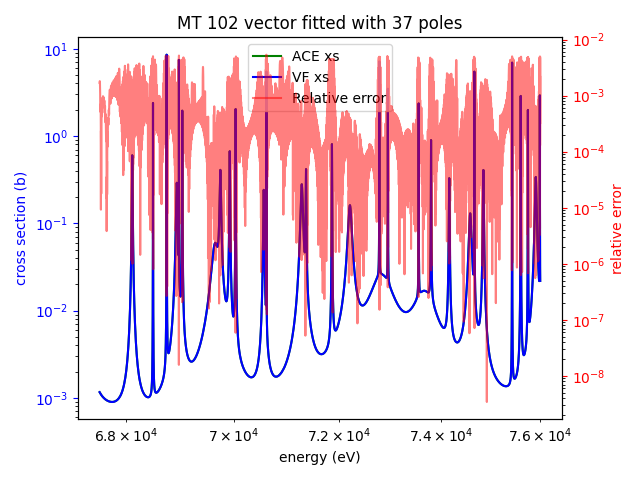 MT 102 vector fitted with 37 poles
ACE xs
VF xs
Relative error
cross section (b)
10¹
10⁰
10⁻¹
10⁻²
10⁻³
relative error
10⁻²
10⁻³
10⁻⁴
10⁻⁵
10⁻⁶
10⁻⁷
10⁻⁸
6.8 × 10⁴ 7 × 10⁴ 7.2 × 10⁴ 7.4 × 10⁴ 7.6 × 10⁴
energy (eV)